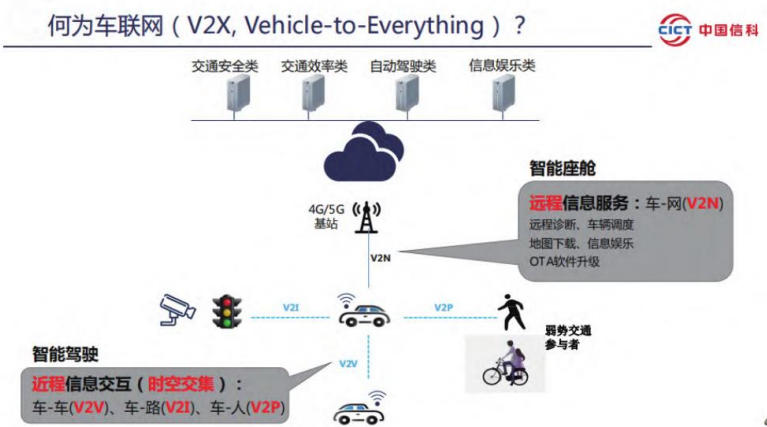 何为车联网（V2X, Vehicle-to-Everything）？
CICT 中国信科
交通安全类 交通效率类 自动驾驶类 信息娱乐类
智能座舱
远程信息服务：车-网(V2N)
远程诊断、车辆调度
地图下载、信息娱乐
OTA软件升级
4G/5G
基站
V2N
V2I
V2P
弱势交通
参与者
V2V
智能驾驶
近程信息交互（时空交集）：
车-车(V2V)、车-路(V2I)、车-人(V2P)